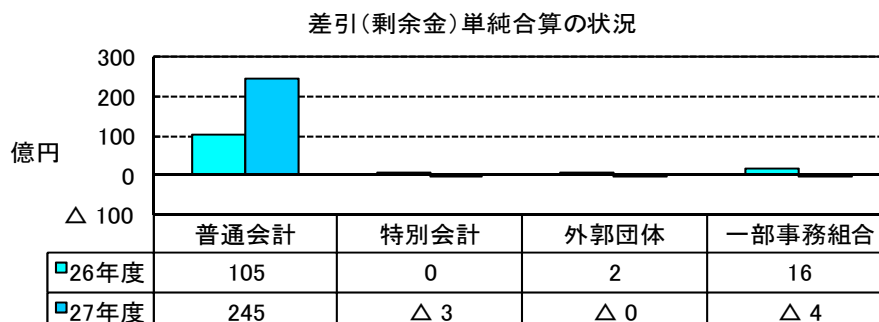 差引(剰余金)単純合算の状況
300
200
100
億円
0
△ 100
普通会計 特別会計 外郭団体 一部事務組合
26年度 105 0 2 16
27年度 245 △ 3 △ 0 △ 4